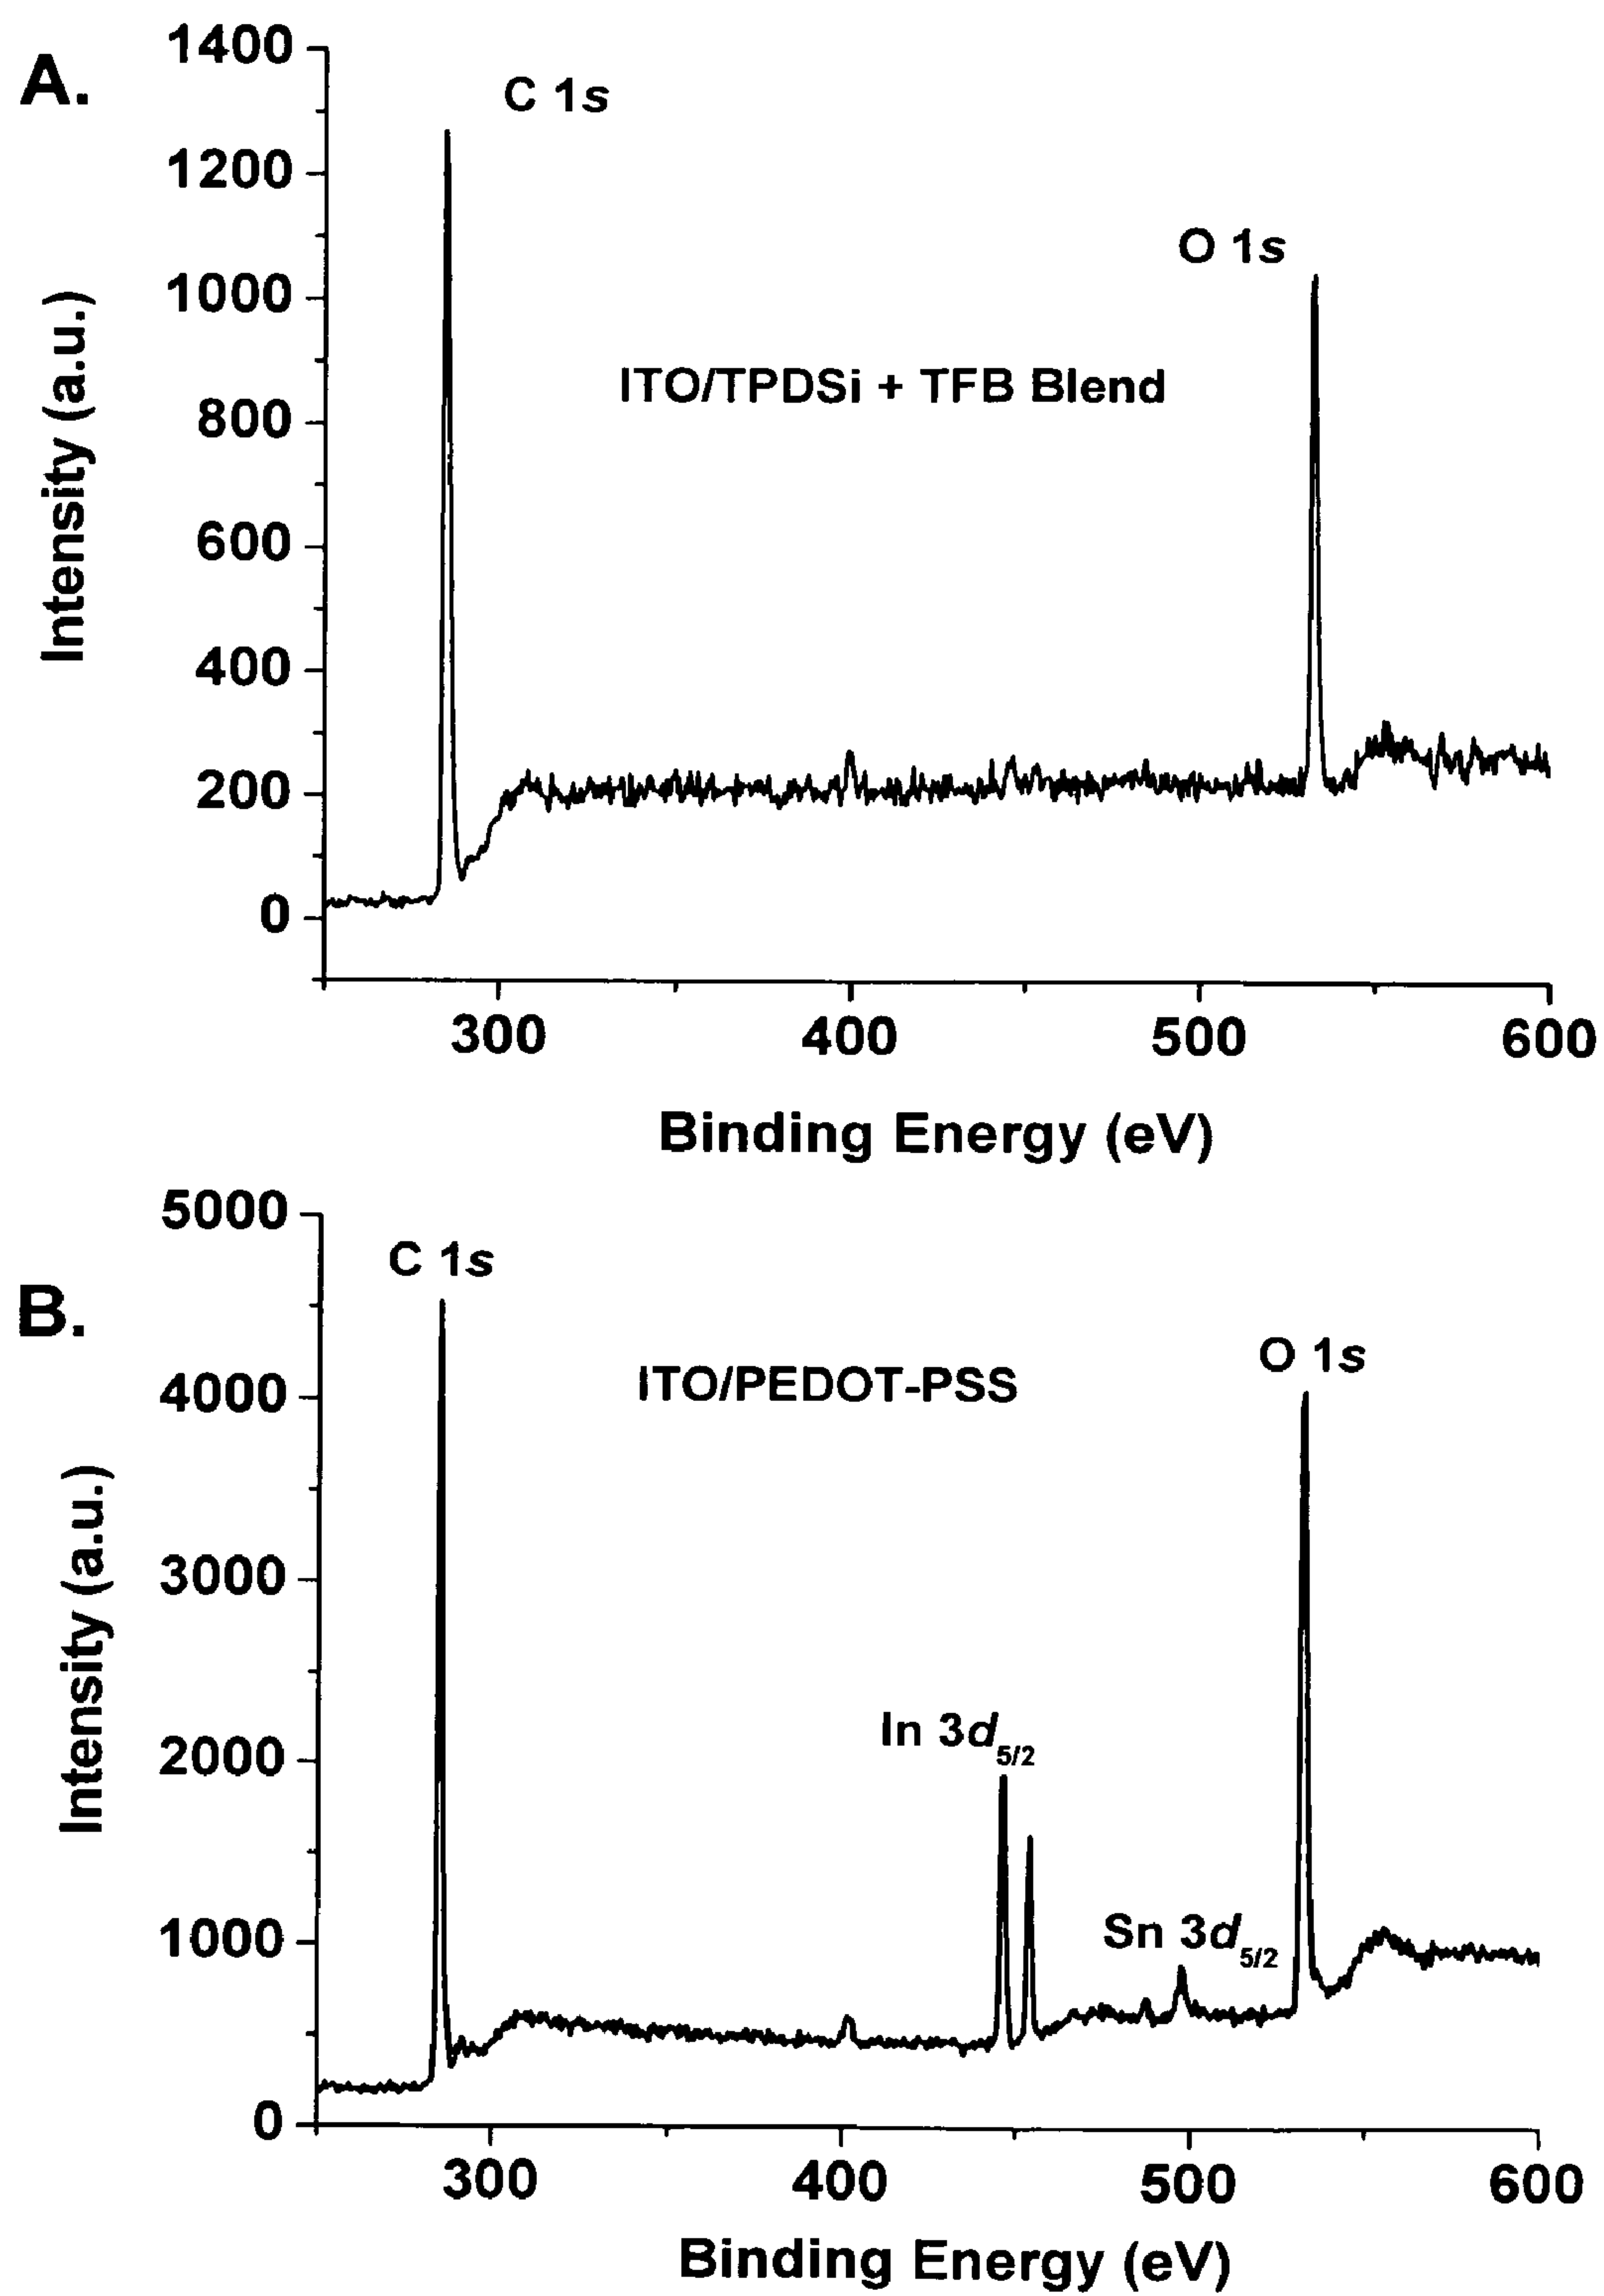 A.
1400
1200
1000
800
600
400
200
0
Intensity (a.u.)
C 1s
O 1s
ITO/TPDSi + TFB Blend
300 400 500 600
Binding Energy (eV)
B.
5000
4000
3000
2000
1000
0
Intensity (a.u.)
C 1s
ITO/PEDOT-PSS
O 1s
In 3d5/2
Sn 3d5/2
300 400 500 600
Binding Energy (eV)